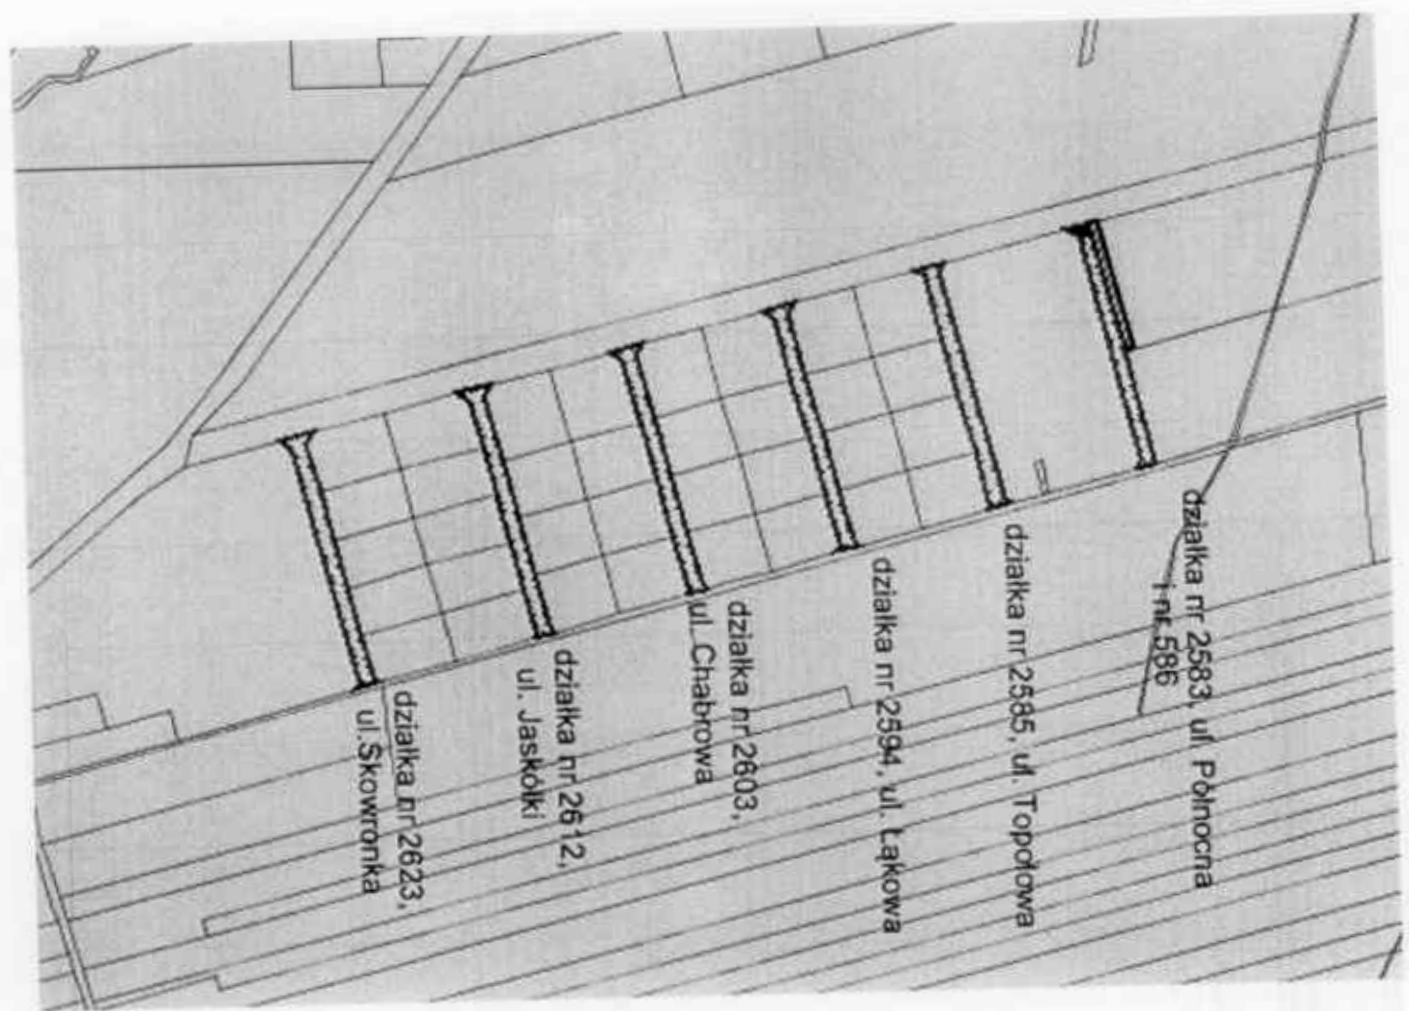 działka nr 2583, ul. Północna
i nr 586
działka nr 2585, ul. Topolowa
działka nr 2594, ul. Łąkowa
działka nr 2603,
ul. Chabrowa
działka nr 2612,
ul. Jaskółki
działka nr 2623,
ul. Skowronka